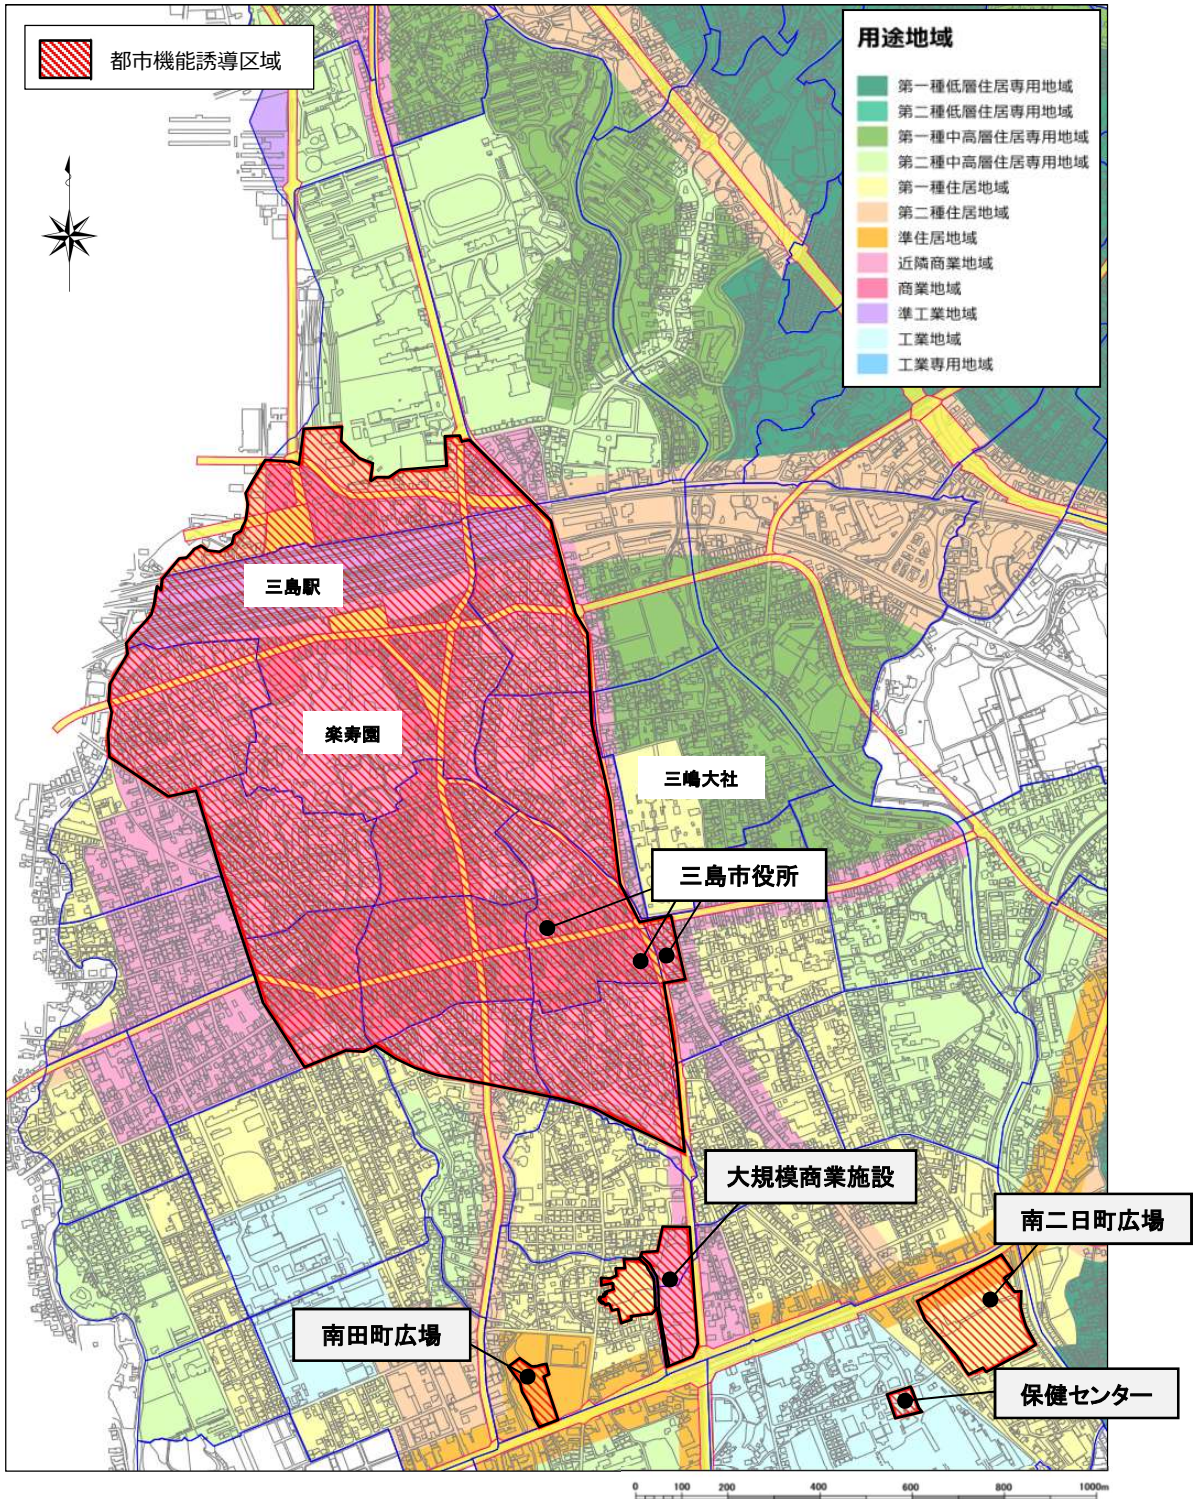 都市機能誘導区域
用途地域
第一種低層住居専用地域
第二種低層住居専用地域
第一種中高層住居専用地域
第二種中高層住居専用地域
第一種住居地域
第二種住居地域
準住居地域
近隣商業地域
商業地域
準工業地域
工業地域
工業専用地域
三島駅
楽寿園
三嶋大社
三島市役所
大規模商業施設
南二日町広場
南田町広場
保健センター
0 100 200 400 600 800 1000m